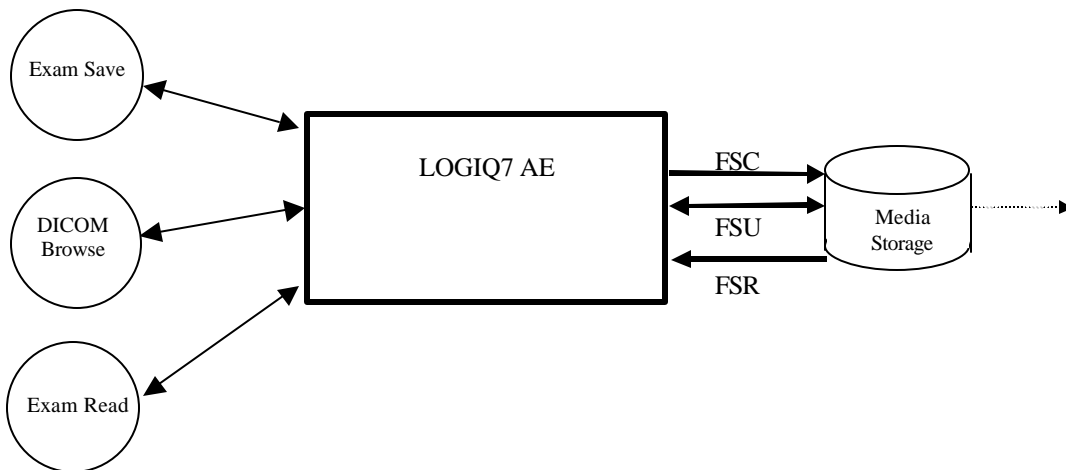 Exam Save
LOGIQ7 AE
FSC
DICOM
Browse
FSU
Media
Storage
FSR
Exam Read